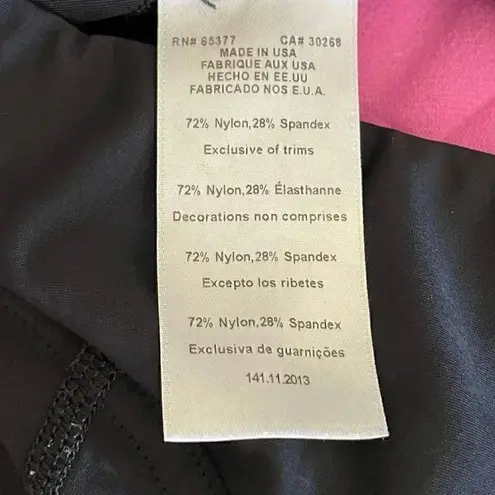 RN# 65377 CA# 30268
MADE IN USA
FABRIQUE AUX USA
HECHO EN EE.UU
FABRICADO NOS E.U.A.
72% Nylon,28% Spandex
Exclusive of trims
72% Nylon,28% Élasthanne
Decorations non comprises
72% Nylon,28% Spandex
Excepto los ribetes
72% Nylon,28% Spandex
Exclusiva de guarnições
141.11.2013